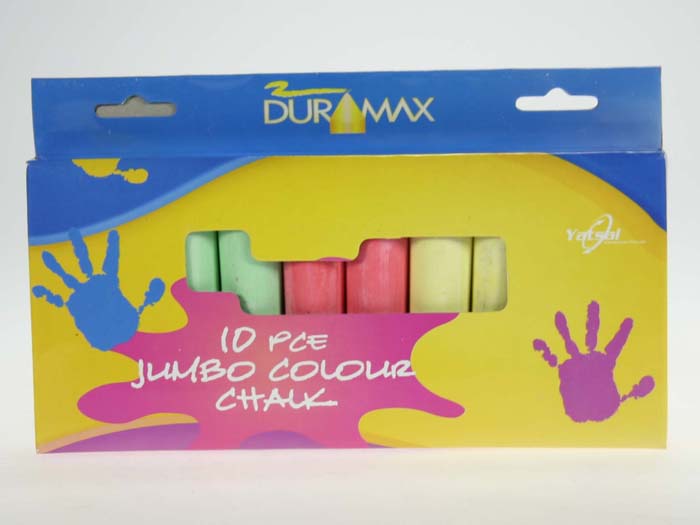 DURAMAX
Yatsal
10 PCE
JUMBO COLOUR
CHALK